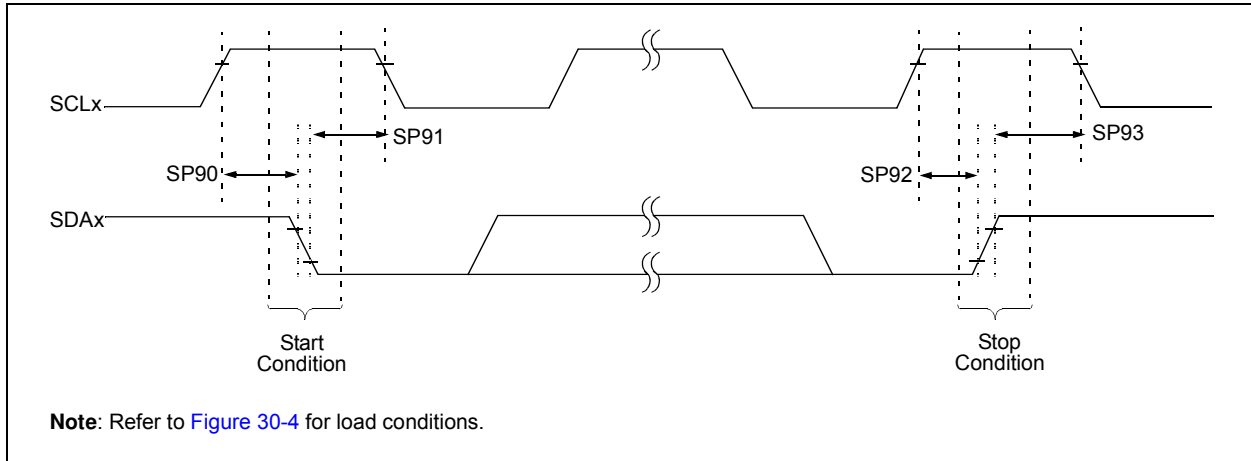 SCLx
SP91
SP93
SP90
SP92
SDAx
Start
Condition
Stop
Condition
Note: Refer to Figure 30-4 for load conditions.